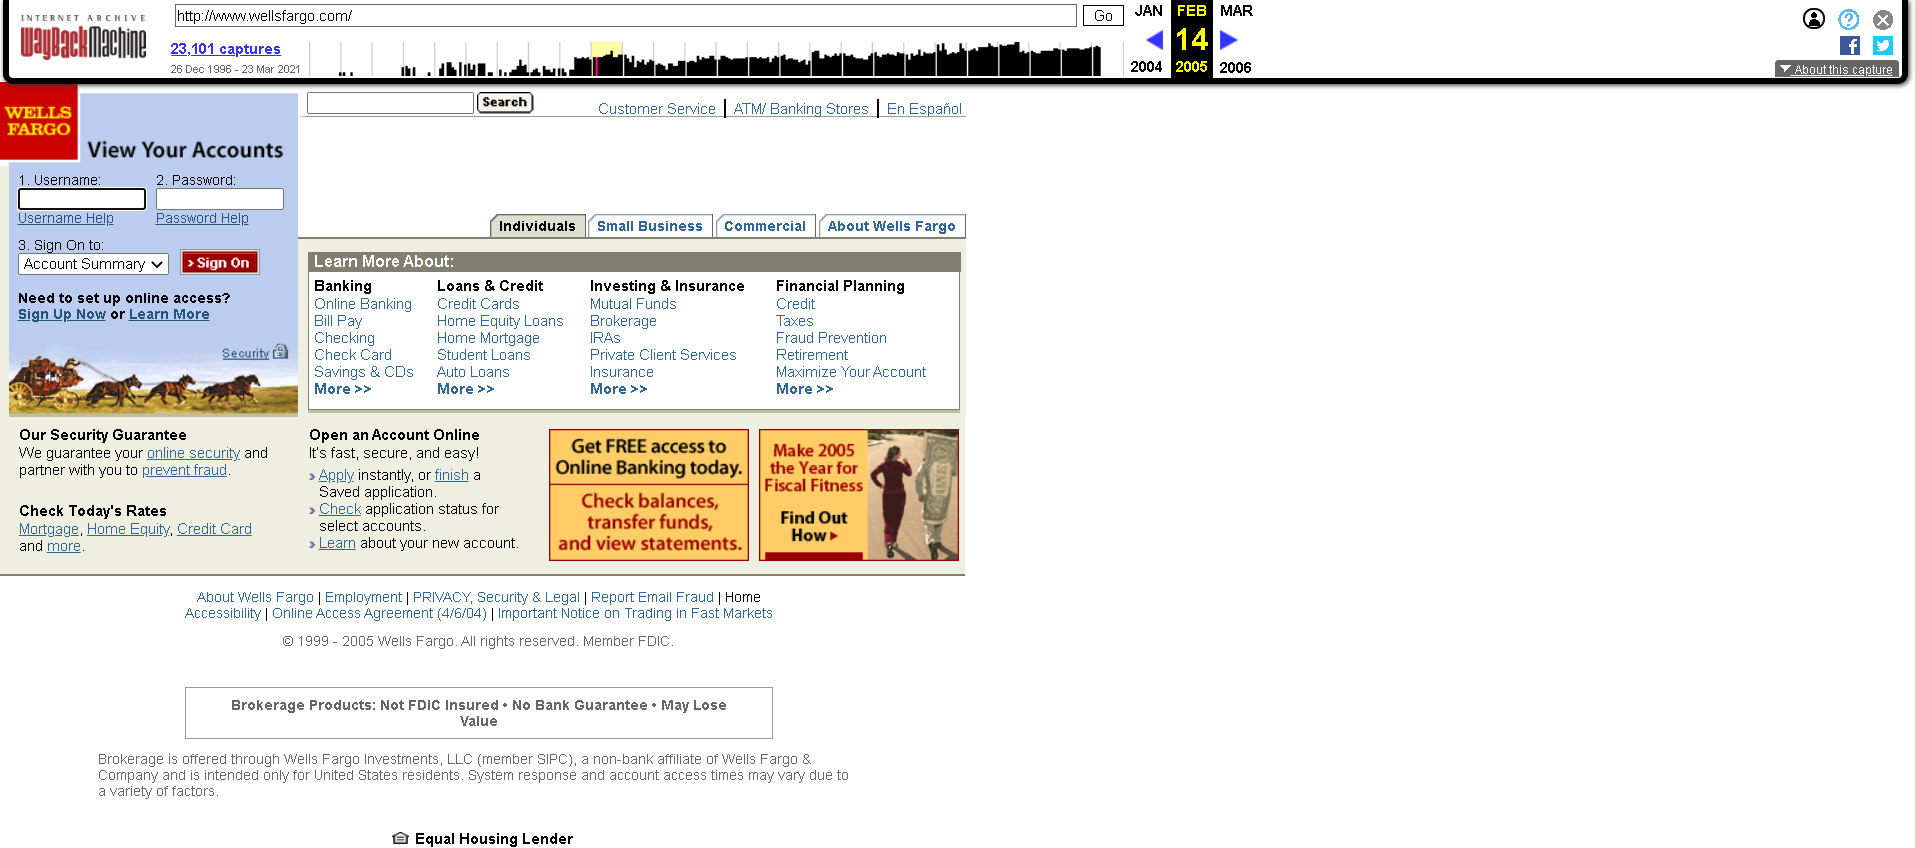 INTERNET ARCHIVE
WayBackMachine
http://www.wellsfargo.com/
Go
23,101 captures
26 Dec 1996 - 23 Mar 2021
JAN FEB MAR
14
2004 2005 2006
About this capture
WELLS
FARGO
View Your Accounts
1. Username:
2. Password:
Username Help
Password Help
3. Sign On to:
Account Summary
Sign On
Need to set up online access?
Sign Up Now or Learn More
Security
Search
Customer Service
ATM/ Banking Stores
En Español
Individuals
Small Business
Commercial
About Wells Fargo
Learn More About:
Banking
Online Banking
Bill Pay
Checking
Check Card
Savings & CDs
More >>
Loans & Credit
Credit Cards
Home Equity Loans
Home Mortgage
Student Loans
Auto Loans
More >>
Investing & Insurance
Mutual Funds
Brokerage
IRAs
Private Client Services
Insurance
More >>
Financial Planning
Credit
Taxes
Fraud Prevention
Retirement
Maximize Your Account
More >>
Our Security Guarantee
We guarantee your online security and
partner with you to prevent fraud.
Check Today's Rates
Mortgage, Home Equity, Credit Card
and more.
Open an Account Online
It's fast, secure, and easy!
Apply instantly, or finish a
Saved application.
Check application status for
select accounts.
Learn about your new account.
Get FREE access to
Online Banking today.
Check balances,
transfer funds,
and view statements.
Make 2005
the Year for
Fiscal Fitness
Find Out
How
About Wells Fargo | Employment | PRIVACY, Security & Legal | Report Email Fraud | Home
Accessibility | Online Access Agreement (4/6/04) | Important Notice on Trading in Fast Markets
© 1999 - 2005 Wells Fargo. All rights reserved. Member FDIC.
Brokerage Products: Not FDIC Insured • No Bank Guarantee • May Lose
Value
Brokerage is offered through Wells Fargo Investments, LLC (member SIPC), a non-bank affiliate of Wells Fargo &
Company and is intended only for United States residents. System response and account access times may vary due to
a variety of factors.
Equal Housing Lender